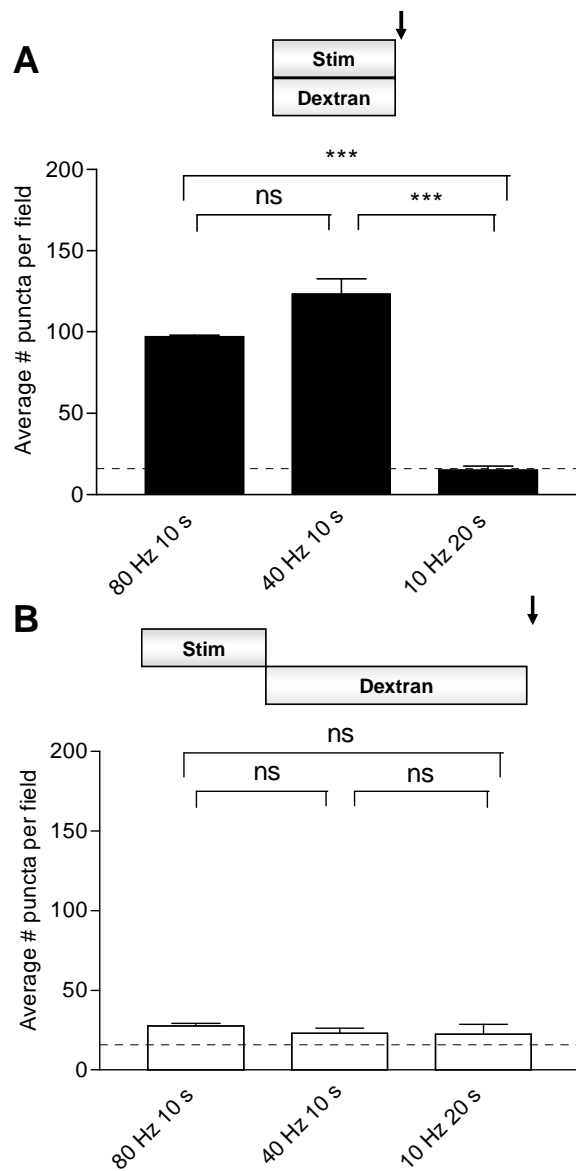 A
Stim
Dextran
***
ns ***
200
150
100
50
0
Average # puncta per field
80 Hz 10 s
40 Hz 10 s
10 Hz 20 s
B
Stim
Dextran
ns
ns ns
200
150
100
50
0
Average # puncta per field
80 Hz 10 s
40 Hz 10 s
10 Hz 20 s